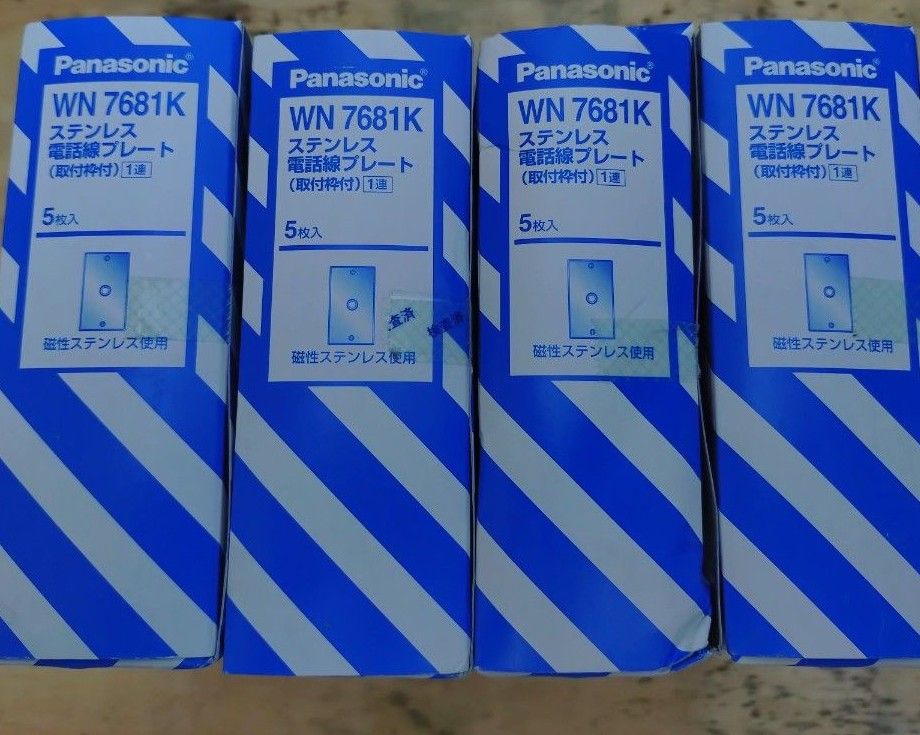 Panasonic®
WN 7681K
ステンレス
電話線プレート
(取付枠付) 1連
5枚入
磁性ステンレス使用
Panasonic®
WN 7681K
ステンレス
電話線プレート
(取付枠付) 1連
5枚入
査済
検査済
磁性ステンレス使用
Panasonic®
WN 7681K
ステンレス
電話線プレート
(取付枠付) 1連
5枚入
磁性ステンレス使用
Panasonic®
WN 7681K
ステンレス
電話線プレート
(取付枠付) 1連
5枚入
磁性ステンレス使用